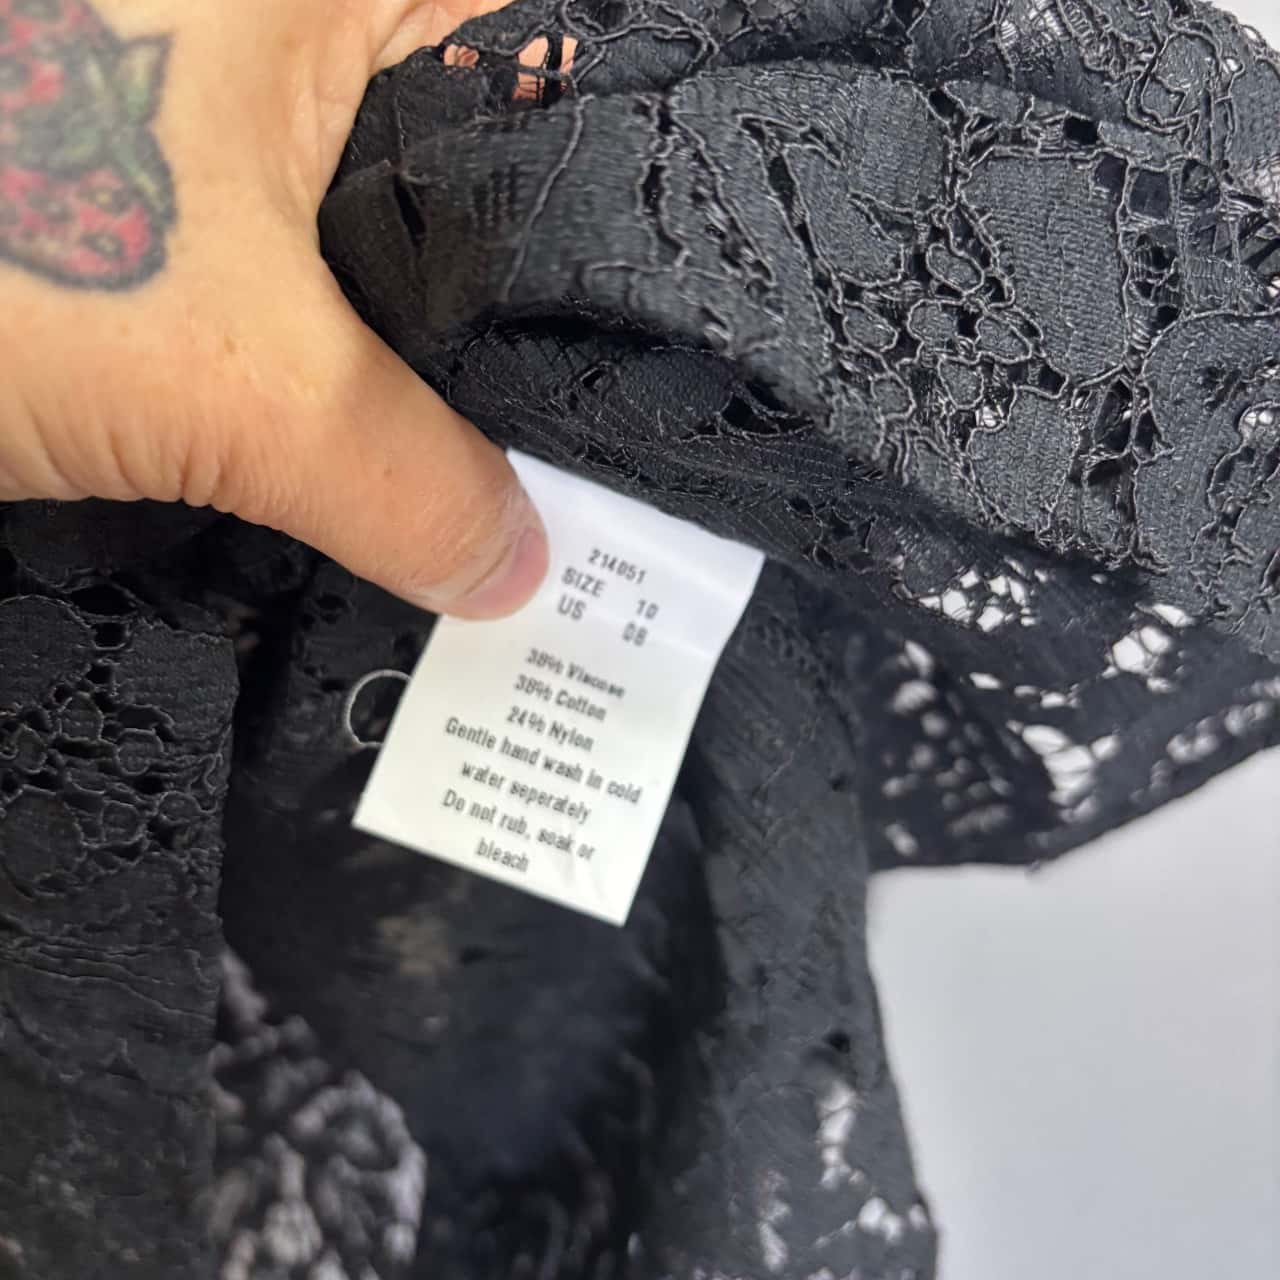 214051
SIZE 10
US 08
38% Viscose
38% Cotton
24% Nylon
Gentle hand wash in cold
water seperately
Do not rub, soak or
bleach